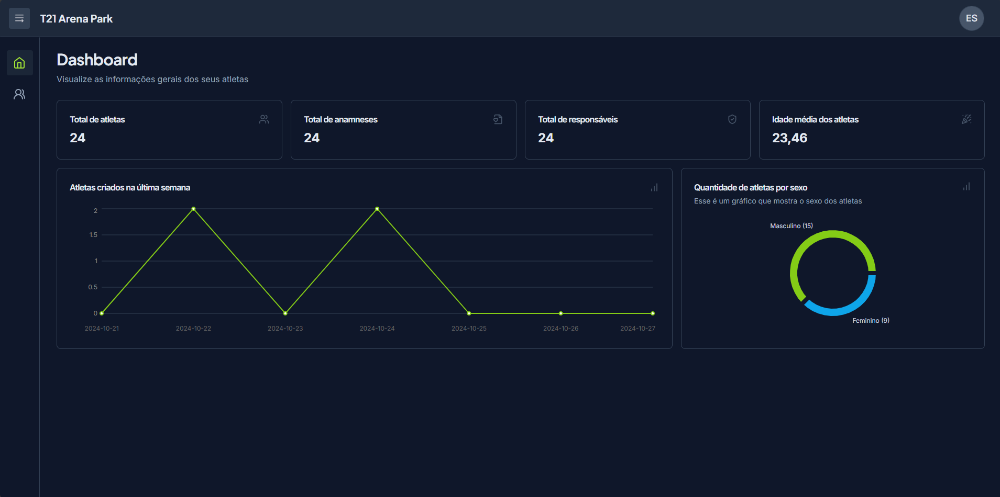 T21 Arena Park
ES
Dashboard
Visualize as informações gerais dos seus atletas
Total de atletas
24
Total de anamneses
24
Total de responsáveis
24
Idade média dos atletas
23,46
Atletas criados na última semana
2
1.5
1
0.5
0
2024-10-21
2024-10-22
2024-10-23
2024-10-24
2024-10-25
2024-10-26
2024-10-27
Quantidade de atletas por sexo
Esse é um gráfico que mostra o sexo dos atletas
Masculino (15)
Feminino (9)